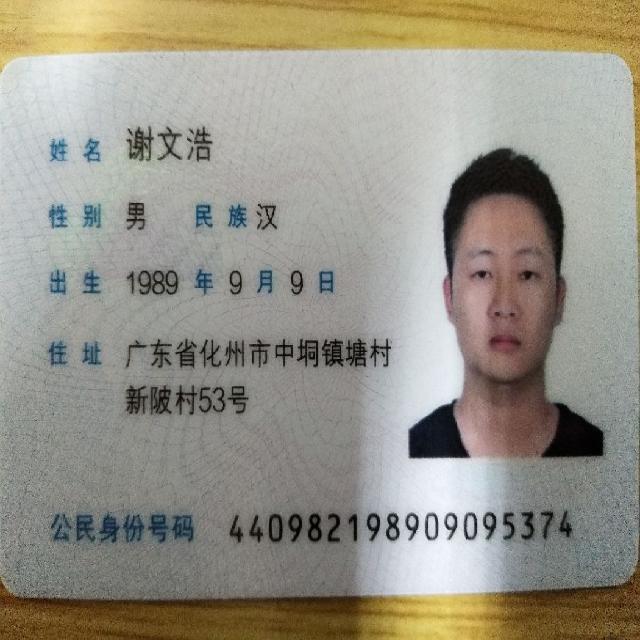 姓名 谢文浩
性别 男 民族 汉
出生 1989 年 9 月 9 日
住址 广东省化州市中垌镇塘村
新陂村53号
公民身份号码 440982198909095374